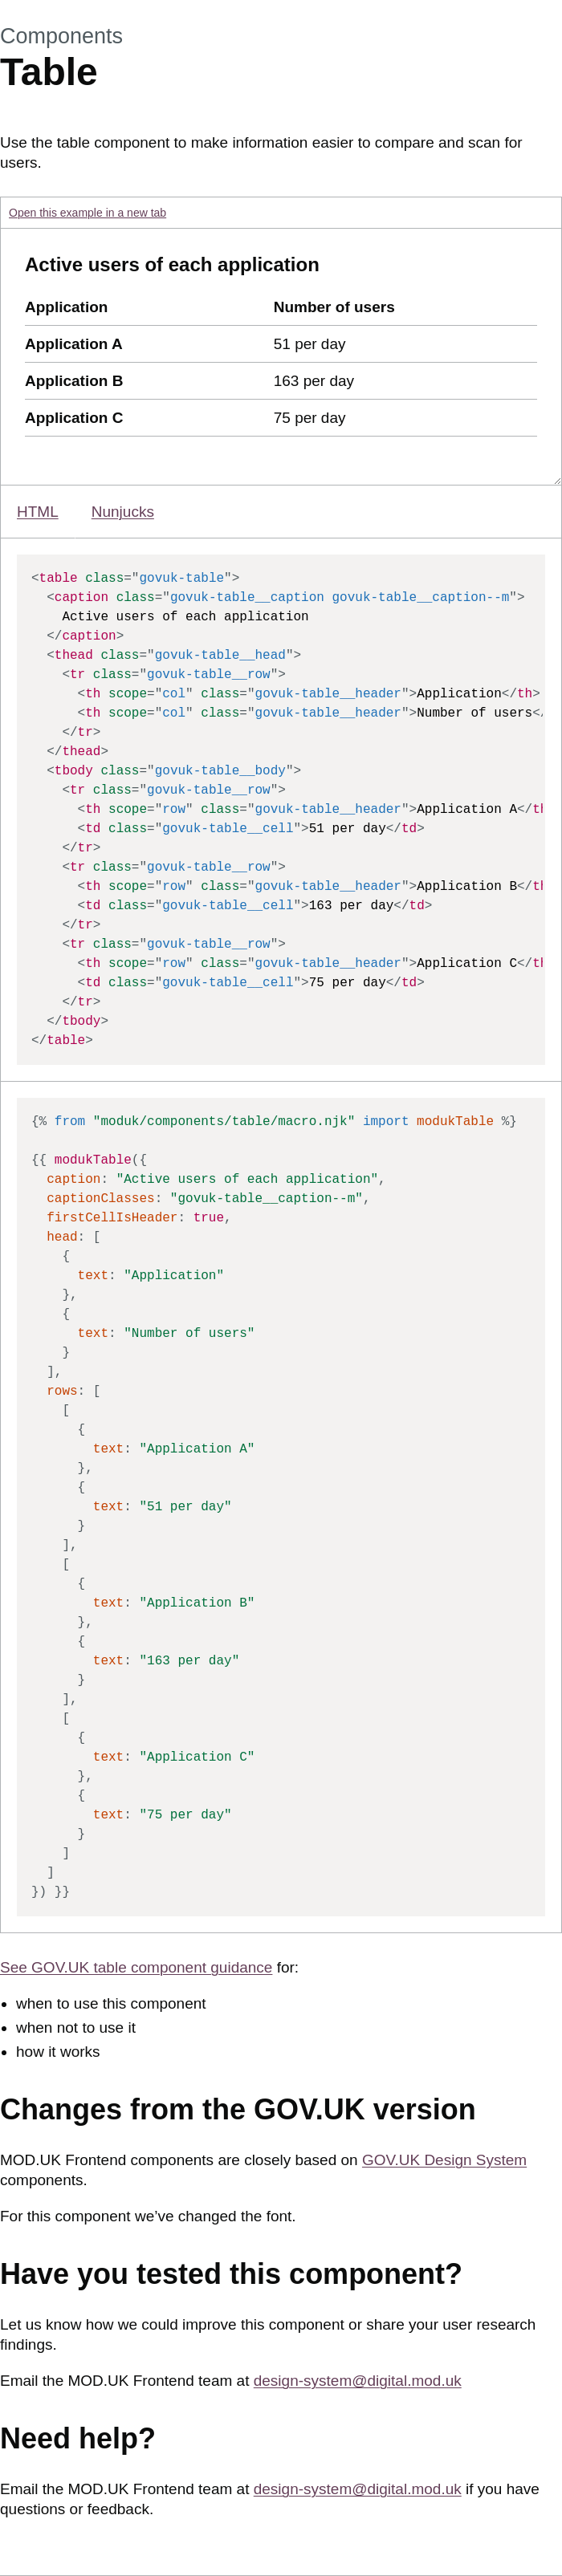 Components
Table
Use the table component to make information easier to compare and scan for
users.
Open this example in a new tab
Active users of each application
Application Number of users
Application A 51 per day
Application B 163 per day
Application C 75 per day
HTML Nunjucks
<table class="govuk-table">
  <caption class="govuk-table__caption govuk-table__caption--m">
    Active users of each application
  </caption>
  <thead class="govuk-table__head">
    <tr class="govuk-table__row">
      <th scope="col" class="govuk-table__header">Application</th>
      <th scope="col" class="govuk-table__header">Number of users</
    </tr>
  </thead>
  <tbody class="govuk-table__body">
    <tr class="govuk-table__row">
      <th scope="row" class="govuk-table__header">Application A</th
      <td class="govuk-table__cell">51 per day</td>
    </tr>
    <tr class="govuk-table__row">
      <th scope="row" class="govuk-table__header">Application B</th
      <td class="govuk-table__cell">163 per day</td>
    </tr>
    <tr class="govuk-table__row">
      <th scope="row" class="govuk-table__header">Application C</th
      <td class="govuk-table__cell">75 per day</td>
    </tr>
  </tbody>
</table>
{% from "moduk/components/table/macro.njk" import modukTable %}
{{ modukTable({
  caption: "Active users of each application",
  captionClasses: "govuk-table__caption--m",
  firstCellIsHeader: true,
  head: [
    {
      text: "Application"
    },
    {
      text: "Number of users"
    }
  ],
  rows: [
    [
      {
        text: "Application A"
      },
      {
        text: "51 per day"
      }
    ],
    [
      {
        text: "Application B"
      },
      {
        text: "163 per day"
      }
    ],
    [
      {
        text: "Application C"
      },
      {
        text: "75 per day"
      }
    ]
  ]
}) }}
See GOV.UK table component guidance for:
• when to use this component
• when not to use it
• how it works
Changes from the GOV.UK version
MOD.UK Frontend components are closely based on GOV.UK Design System
components.
For this component we’ve changed the font.
Have you tested this component?
Let us know how we could improve this component or share your user research
findings.
Email the MOD.UK Frontend team at design-system@digital.mod.uk
Need help?
Email the MOD.UK Frontend team at design-system@digital.mod.uk if you have
questions or feedback.